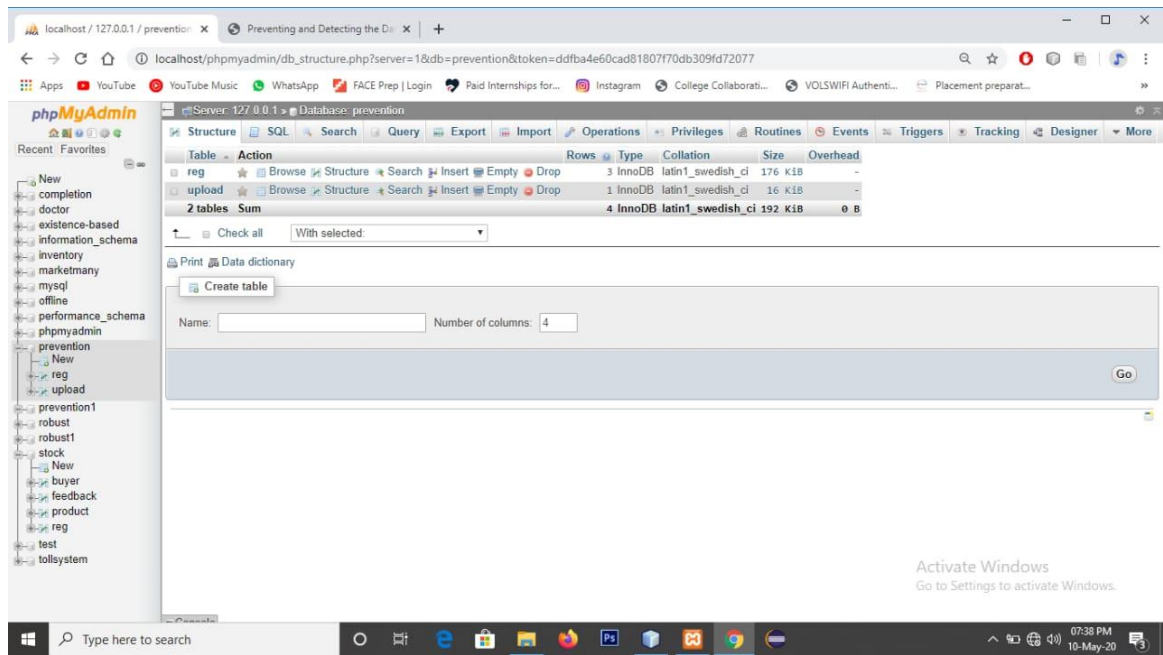 localhost / 127.0.0.1 / prevention
Preventing and Detecting the Da
localhost/phpmyadmin/db_structure.php?server=1&db=prevention&token=ddfba4e60cad81807f70db309fd72077
Apps YouTube YouTube Music WhatsApp FACE Prep | Login Paid Internships for... Instagram College Collaborati... VOLSWIFI Authenti... Placement preparat...
phpMyAdmin
Recent Favorites
New
completion
doctor
existence-based
information_schema
inventory
marketmany
mysql
offline
performance_schema
phpmyadmin
prevention
New
reg
upload
prevention1
robust
robust1
stock
New
buyer
feedback
product
reg
test
tollsystem
Server: 127.0.0.1 » Database: prevention
Structure SQL Search Query Export Import Operations Privileges Routines Events Triggers Tracking Designer More
Table Action Rows Type Collation Size Overhead
reg Browse Structure Search Insert Empty Drop 3 InnoDB latin1_swedish_ci 176 KiB -
upload Browse Structure Search Insert Empty Drop 1 InnoDB latin1_swedish_ci 16 KiB -
2 tables Sum 4 InnoDB latin1_swedish_ci 192 KiB 0 B
Check all With selected:
Print Data dictionary
Create table
Name: Number of columns: 4
Go
Console
Activate Windows
Go to Settings to activate Windows.
Type here to search
Ps
07:38 PM
10-May-20
3